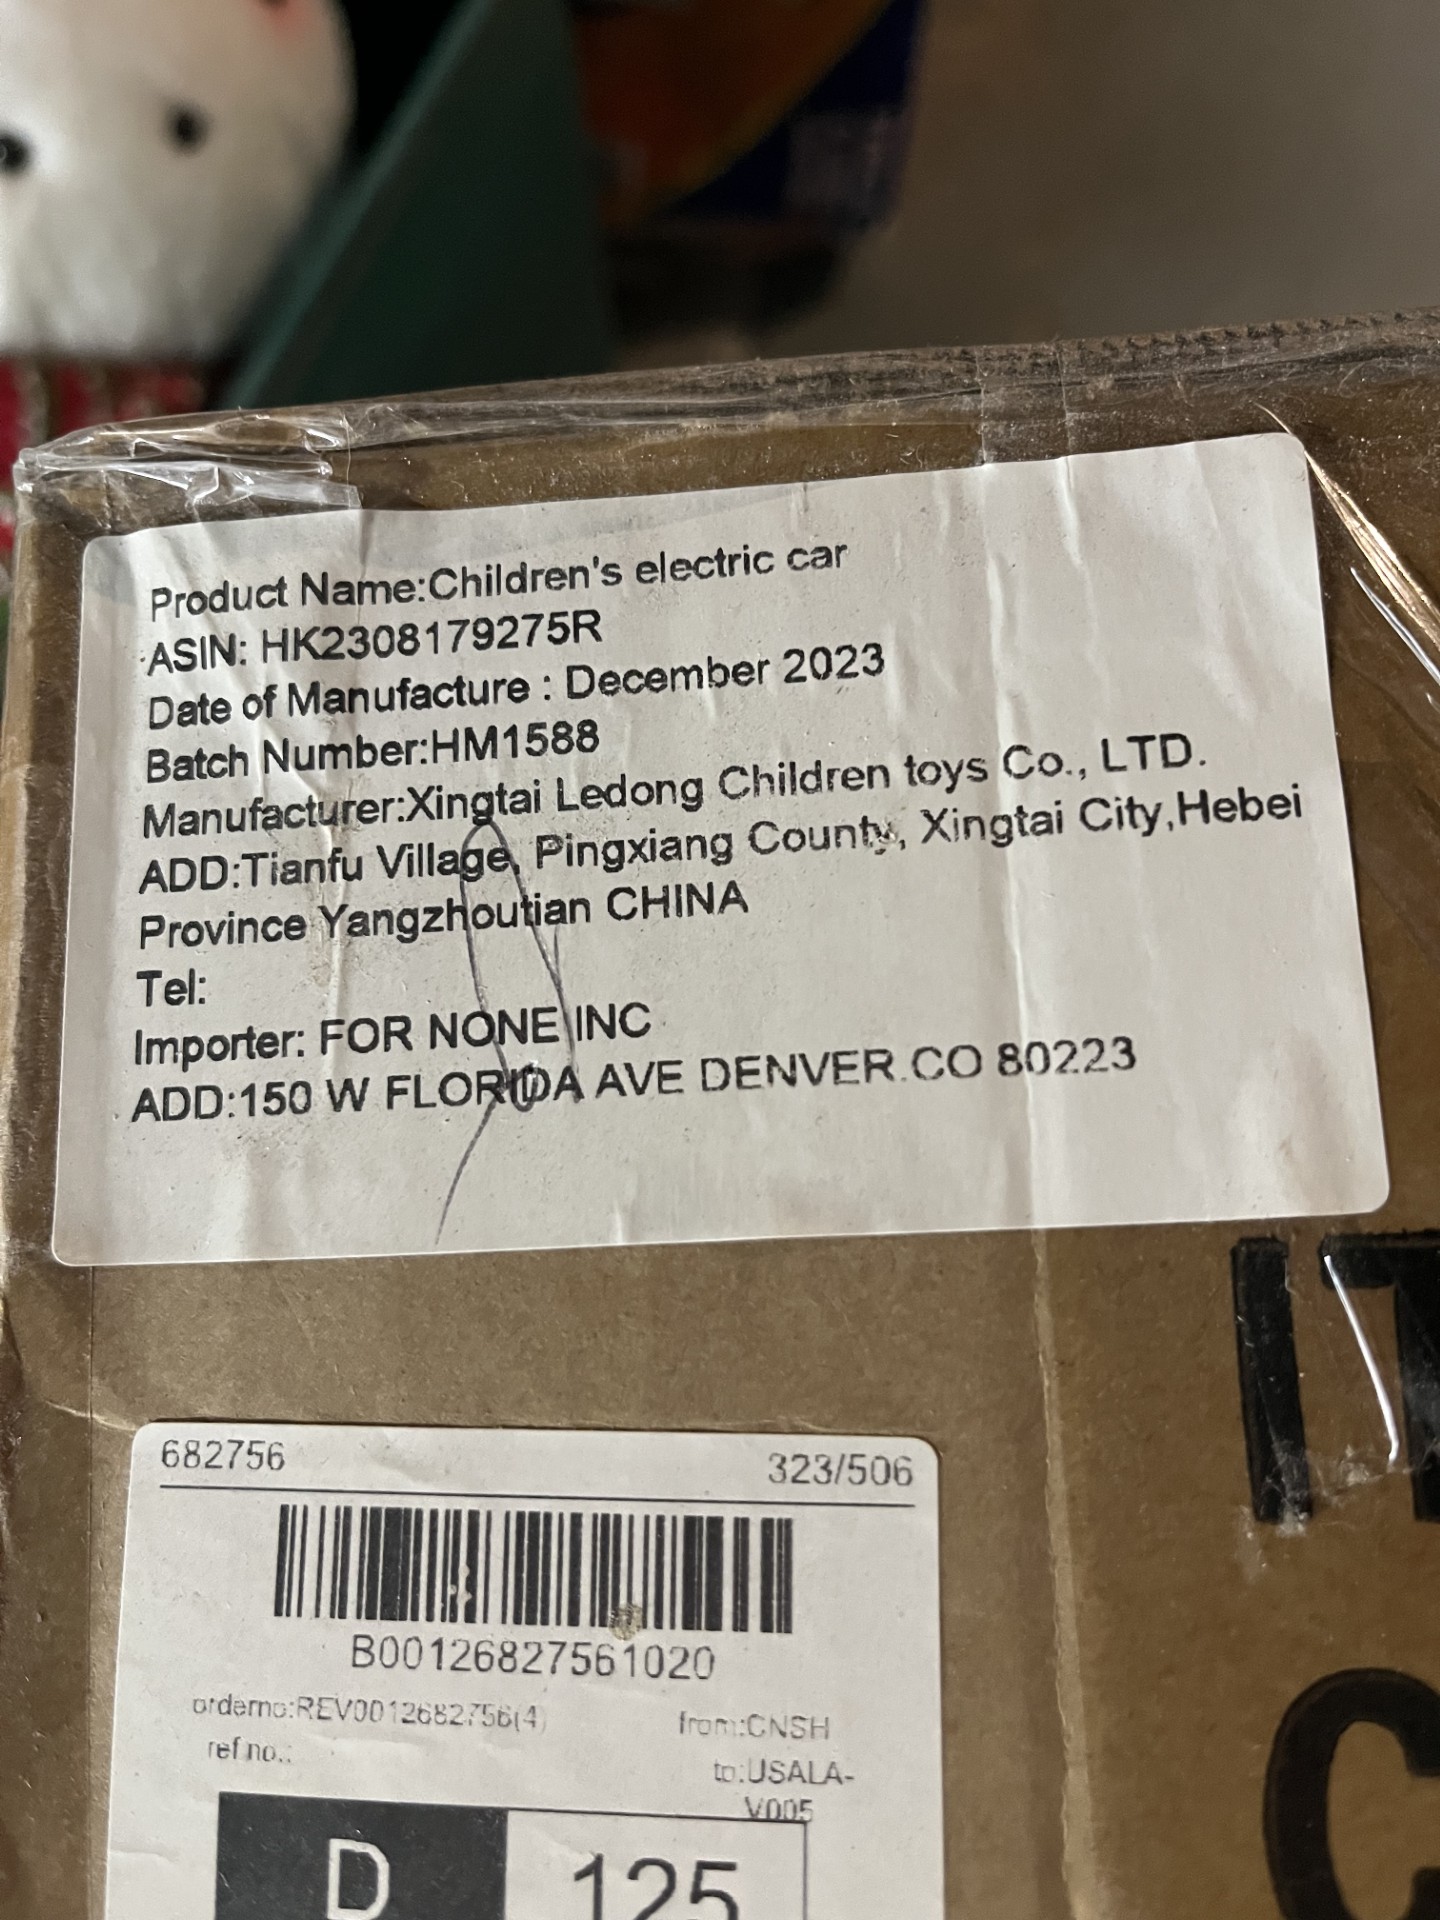 Product Name:Children's electric car
ASIN: HK2308179275R
Date of Manufacture : December 2023
Batch Number:HM1588
Manufacturer:Xingtai Ledong Children toys Co., LTD.
ADD:Tianfu Village, Pingxiang County, Xingtai City,Hebei
Province Yangzhoutian CHINA
Tel:
Importer: FOR NONE INC
ADD:150 W FLORIDA AVE DENVER.CO 80223
682756 323/506
B00126827561020
orderno:REV0012682756(4) from:CNSH
ref no.: to:USALA-
V005
D 125